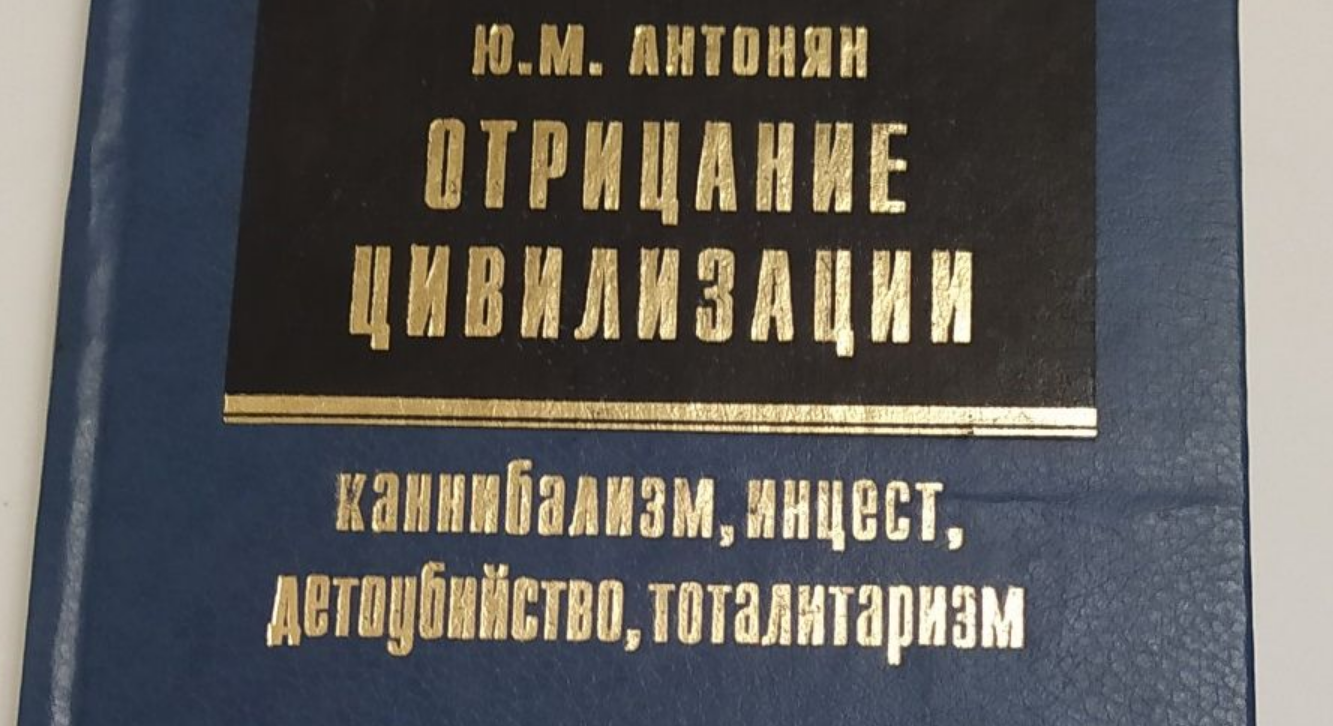 Ю.М. АНТОНЯН
ОТРИЦАНИЕ
ЦИВИЛИЗАЦИИ
каннибализм, инцест,
детоубийство, тоталитаризм